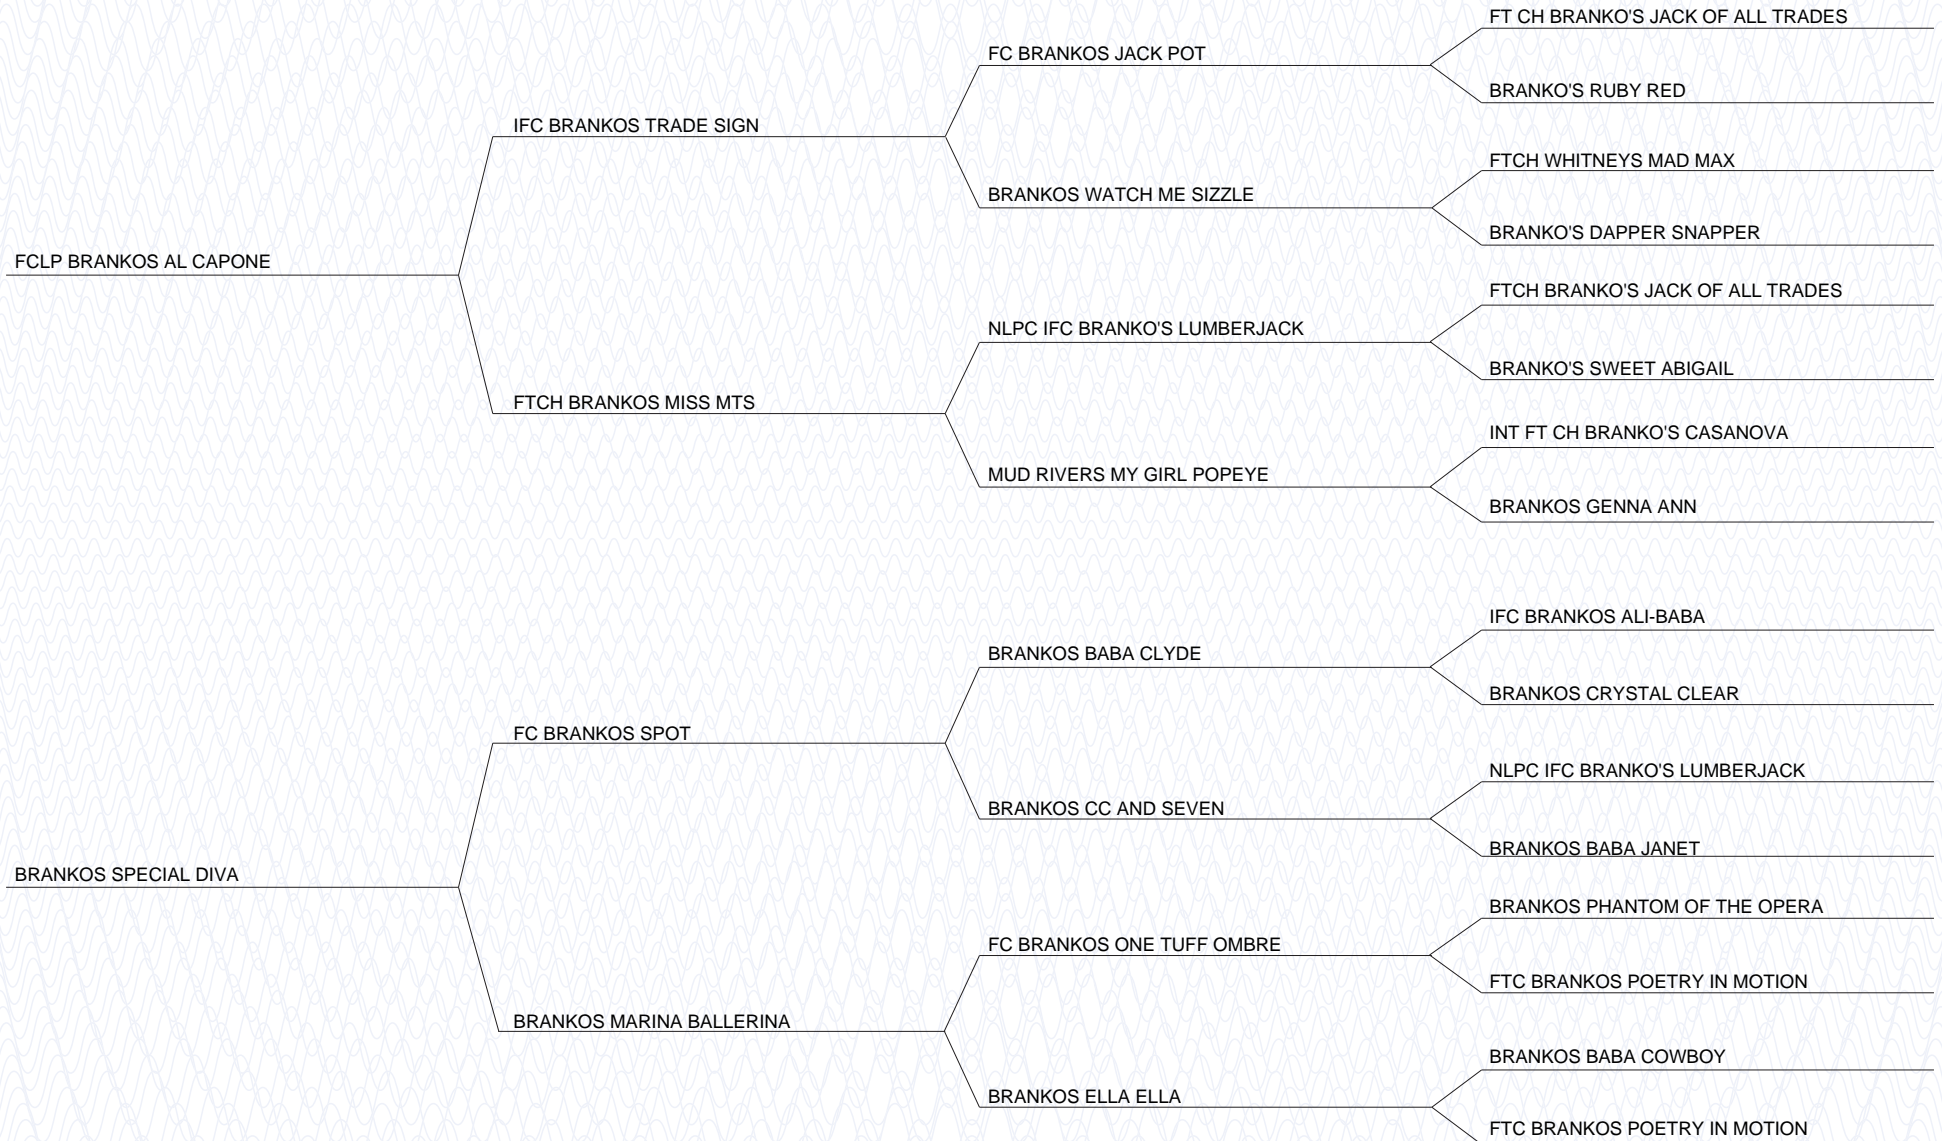 FT CH BRANKO'S JACK OF ALL TRADES
FC BRANKOS JACK POT
BRANKO'S RUBY RED
IFC BRANKOS TRADE SIGN
FTCH WHITNEYS MAD MAX
BRANKOS WATCH ME SIZZLE
BRANKO'S DAPPER SNAPPER
FCLP BRANKOS AL CAPONE
FTCH BRANKO'S JACK OF ALL TRADES
NLPC IFC BRANKO'S LUMBERJACK
BRANKO'S SWEET ABIGAIL
FTCH BRANKOS MISS MTS
INT FT CH BRANKO'S CASANOVA
MUD RIVERS MY GIRL POPEYE
BRANKOS GENNA ANN
IFC BRANKOS ALI-BABA
BRANKOS BABA CLYDE
BRANKOS CRYSTAL CLEAR
FC BRANKOS SPOT
NLPC IFC BRANKO'S LUMBERJACK
BRANKOS CC AND SEVEN
BRANKOS BABA JANET
BRANKOS SPECIAL DIVA
BRANKOS PHANTOM OF THE OPERA
FC BRANKOS ONE TUFF OMBRE
FTC BRANKOS POETRY IN MOTION
BRANKOS MARINA BALLERINA
BRANKOS BABA COWBOY
BRANKOS ELLA ELLA
FTC BRANKOS POETRY IN MOTION